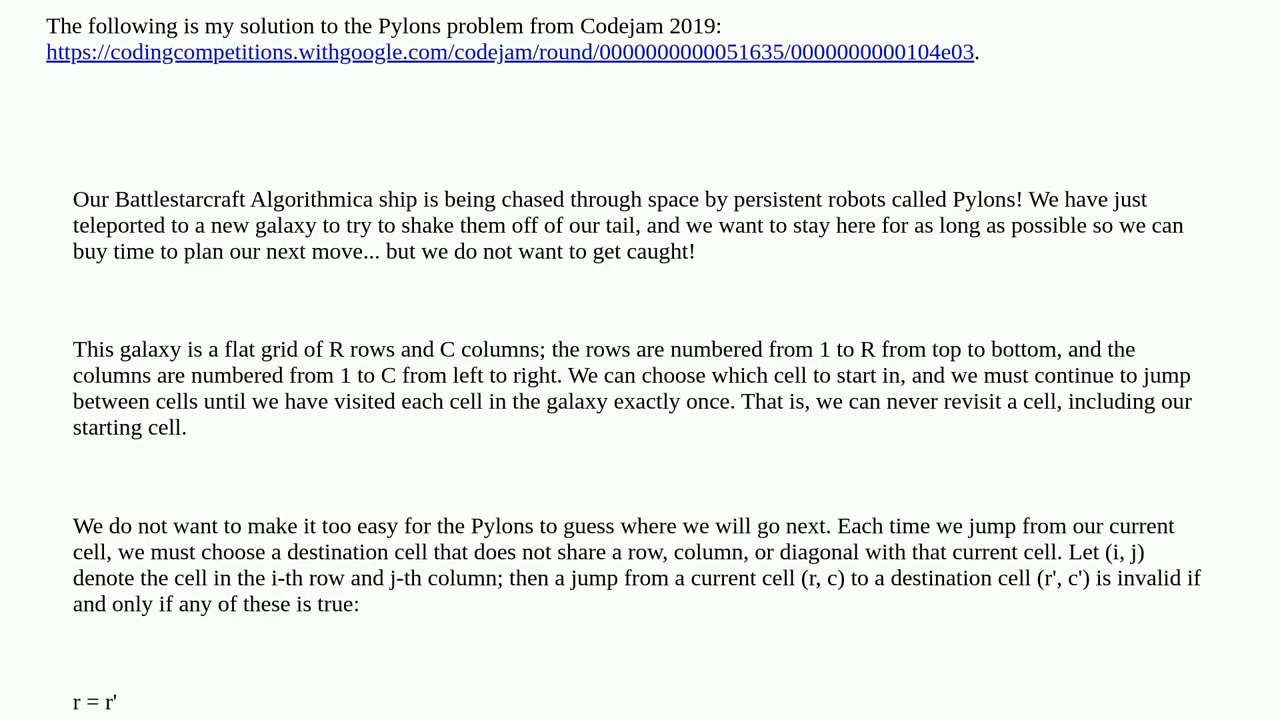 The following is my solution to the Pylons problem from Codejam 2019:
https://codingcompetitions.withgoogle.com/codejam/round/0000000000051635/0000000000104e03.
Our Battlestarcraft Algorithmica ship is being chased through space by persistent robots called Pylons! We have just
teleported to a new galaxy to try to shake them off of our tail, and we want to stay here for as long as possible so we can
buy time to plan our next move... but we do not want to get caught!
This galaxy is a flat grid of R rows and C columns; the rows are numbered from 1 to R from top to bottom, and the
columns are numbered from 1 to C from left to right. We can choose which cell to start in, and we must continue to jump
between cells until we have visited each cell in the galaxy exactly once. That is, we can never revisit a cell, including our
starting cell.
We do not want to make it too easy for the Pylons to guess where we will go next. Each time we jump from our current
cell, we must choose a destination cell that does not share a row, column, or diagonal with that current cell. Let (i, j)
denote the cell in the i-th row and j-th column; then a jump from a current cell (r, c) to a destination cell (r', c') is invalid if
and only if any of these is true:
r = r'